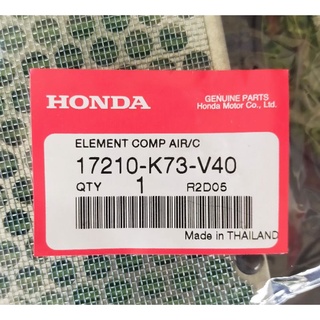 HONDA
GENUINE PARTS
Honda Motor Co., Ltd.
ELEMENT COMP AIR/C
17210-K73-V40
QTY 1 R2D05
Made in THAILAND